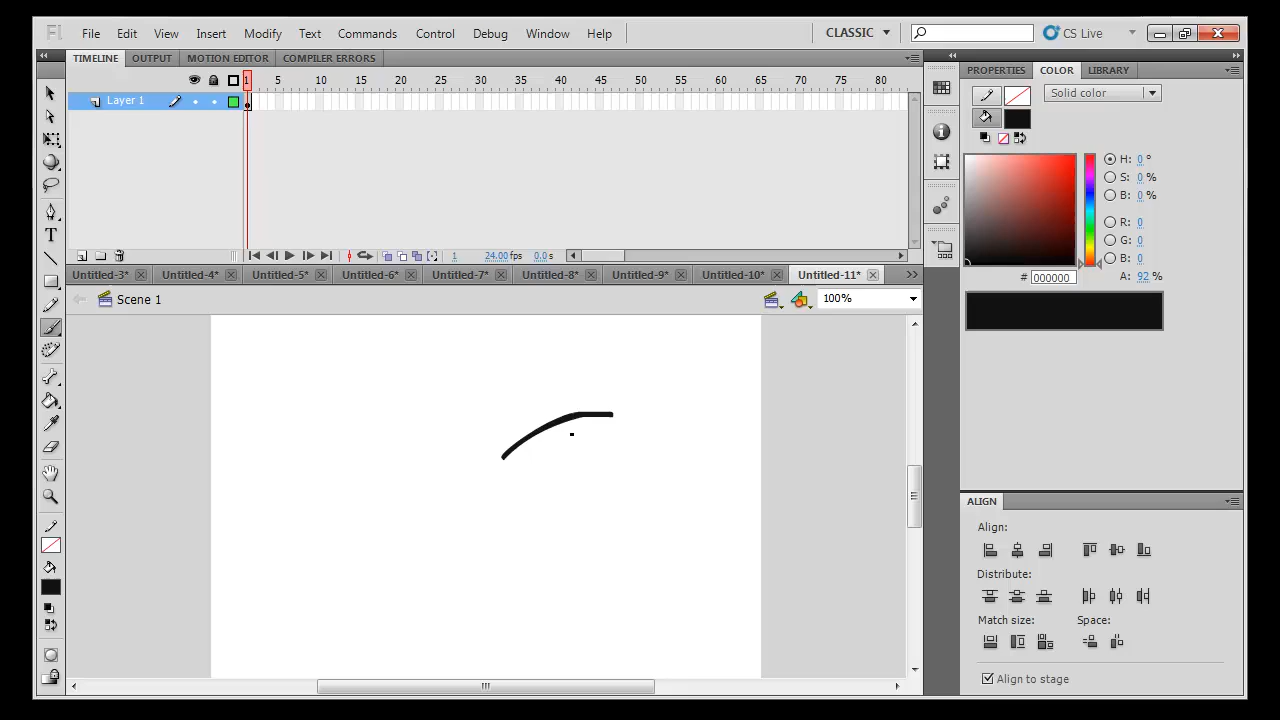 Fl File Edit View Insert Modify Text Commands Control Debug Window Help CLASSIC CS Live
TIMELINE OUTPUT MOTION EDITOR COMPILER ERRORS
1 5 10 15 20 25 30 35 40 45 50 55 60 65 70 75 80
Layer 1
1 24.00fps 0.0s
Untitled-3* Untitled-4* Untitled-5* Untitled-6* Untitled-7* Untitled-8* Untitled-9* Untitled-10* Untitled-11*
Scene 1 100%
PROPERTIES COLOR LIBRARY
Solid color
H: 0 °
S: 0 %
B: 0 %
R: 0
G: 0
B: 0
# 000000 A: 92 %
ALIGN
Align:
Distribute:
Match size: Space:
Align to stage